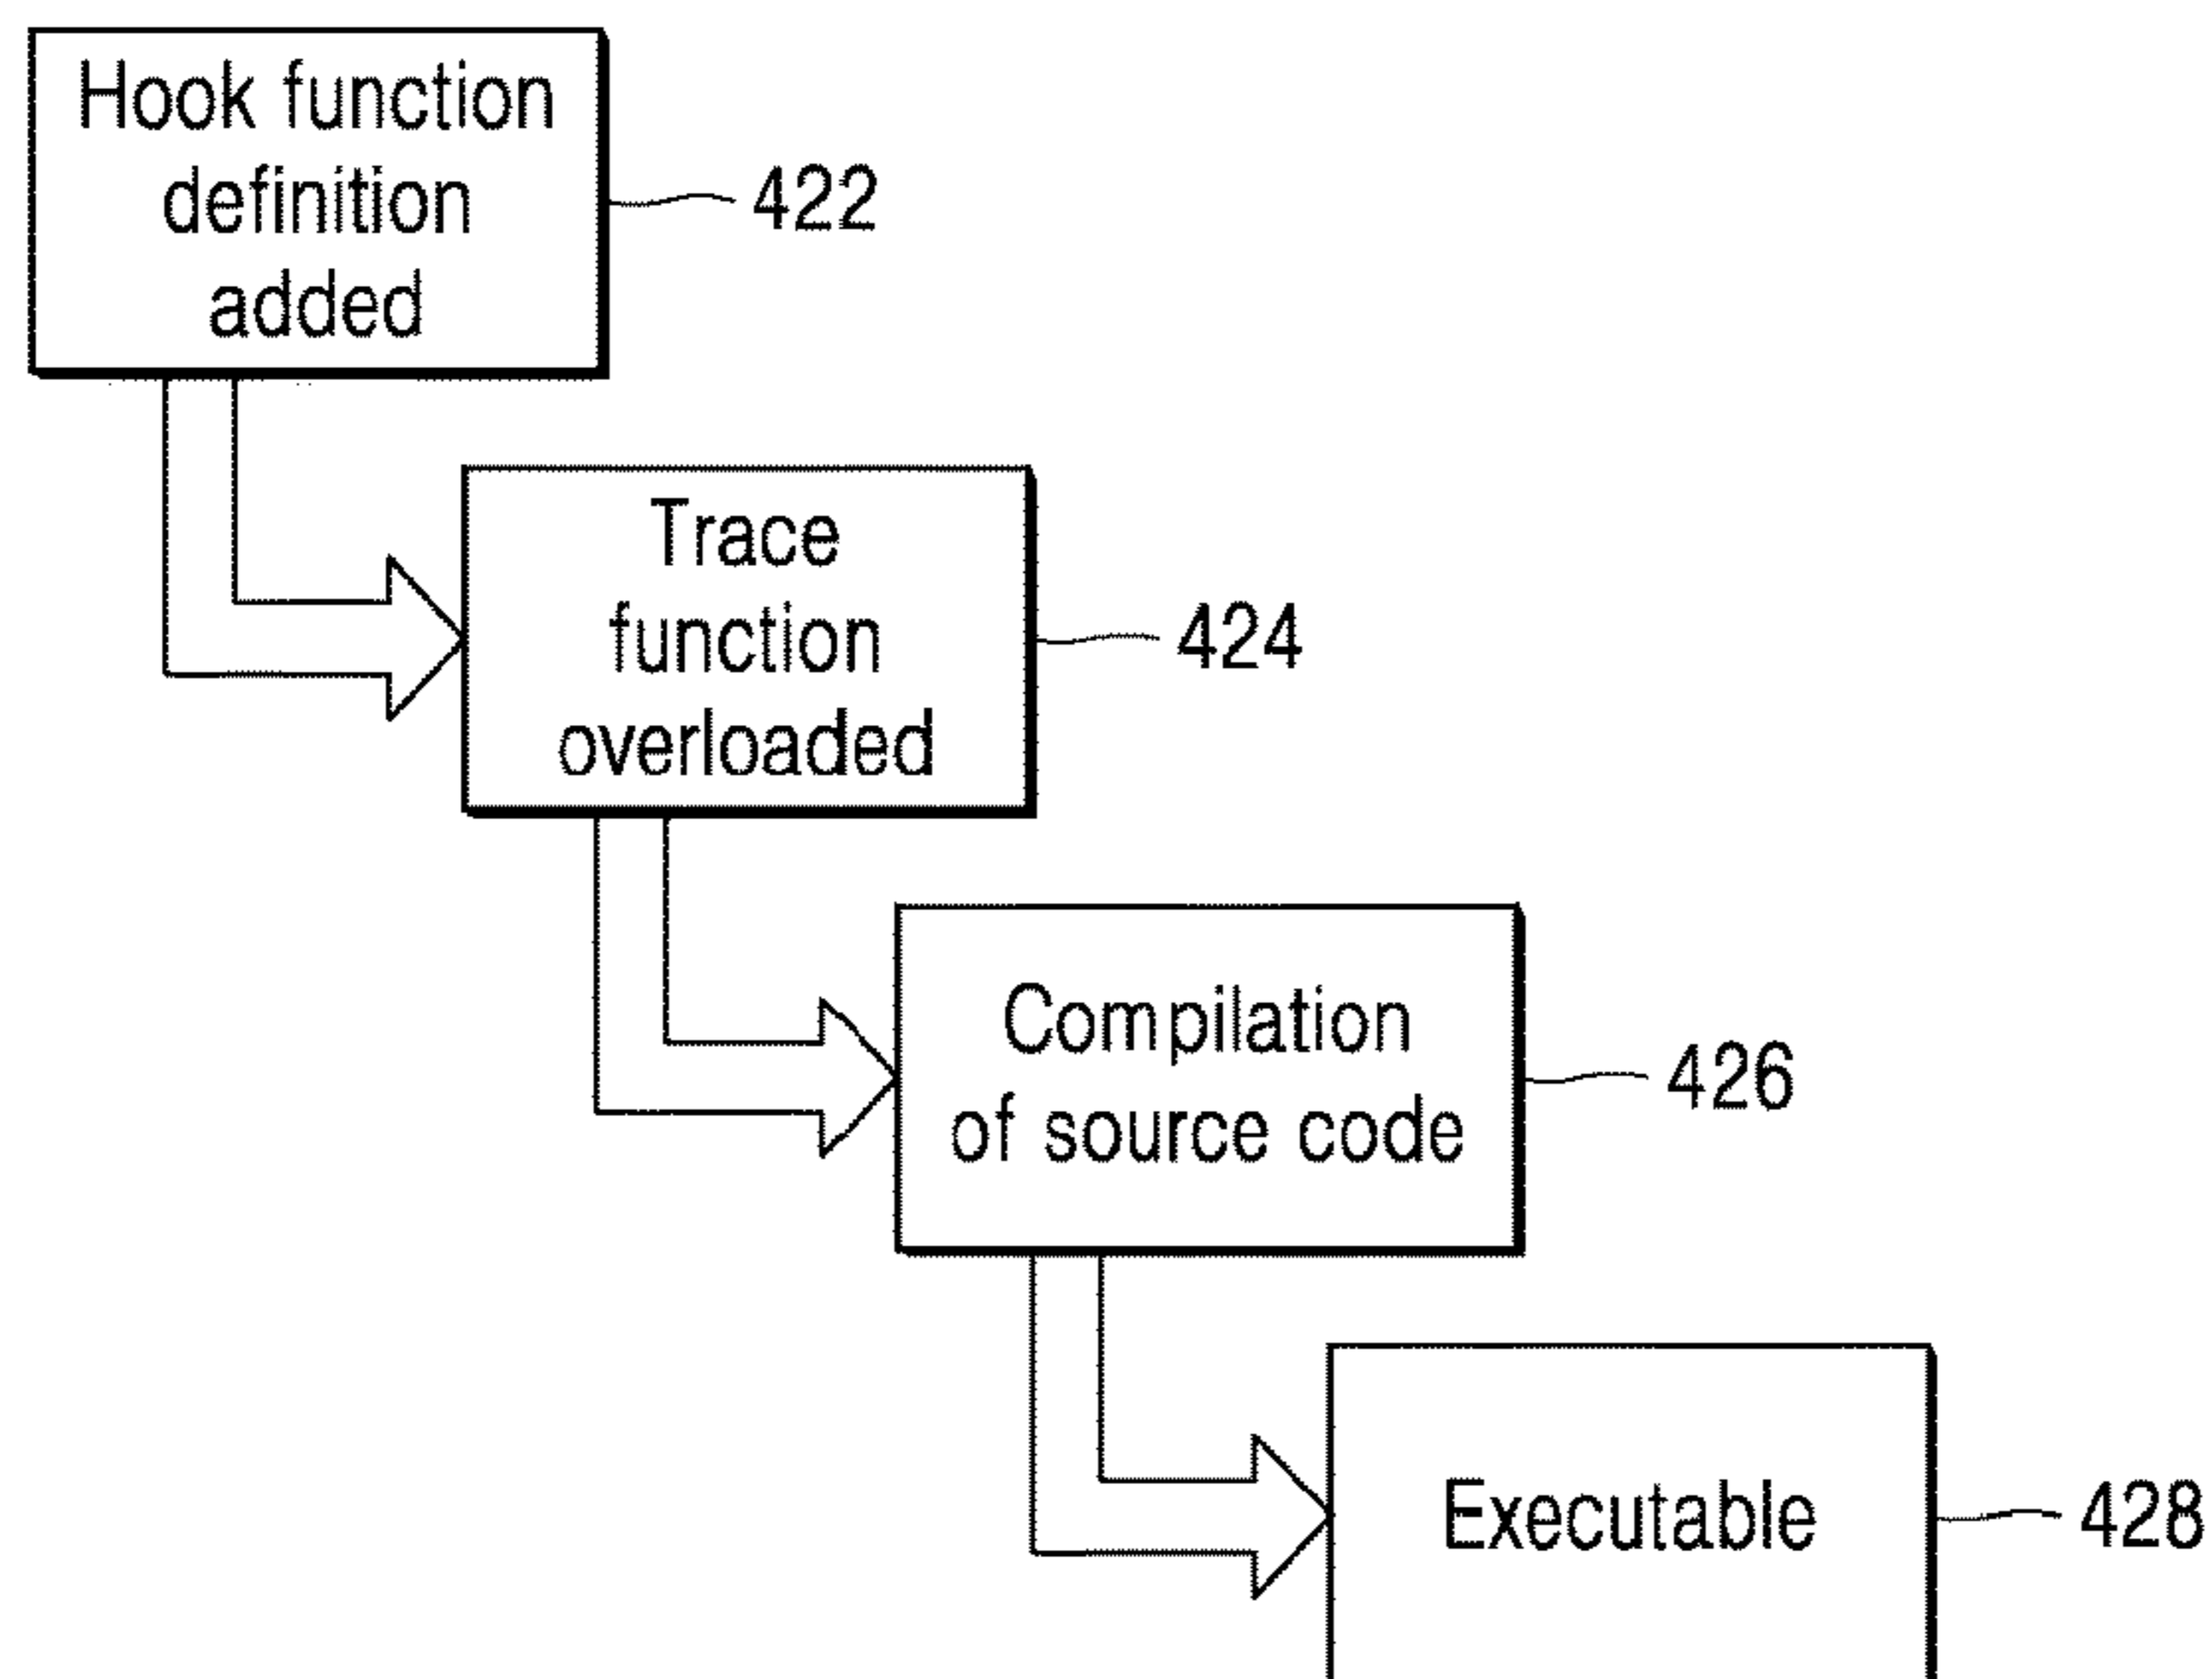 Hook function
definition
added
422
Trace
function
overloaded
424
Compilation
of source code
426
Executable
428